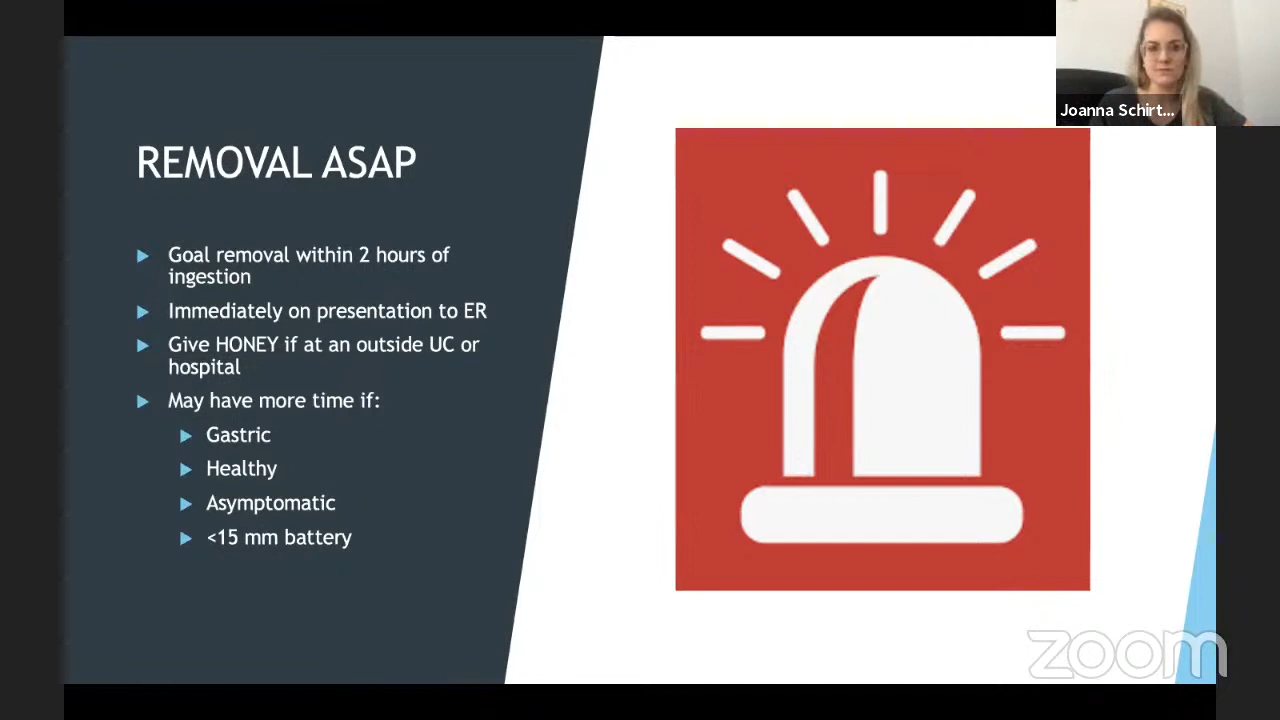 Joanna Schirt...
REMOVAL ASAP
Goal removal within 2 hours of
ingestion
Immediately on presentation to ER
Give HONEY if at an outside UC or
hospital
May have more time if:
Gastric
Healthy
Asymptomatic
<15 mm battery
zoom